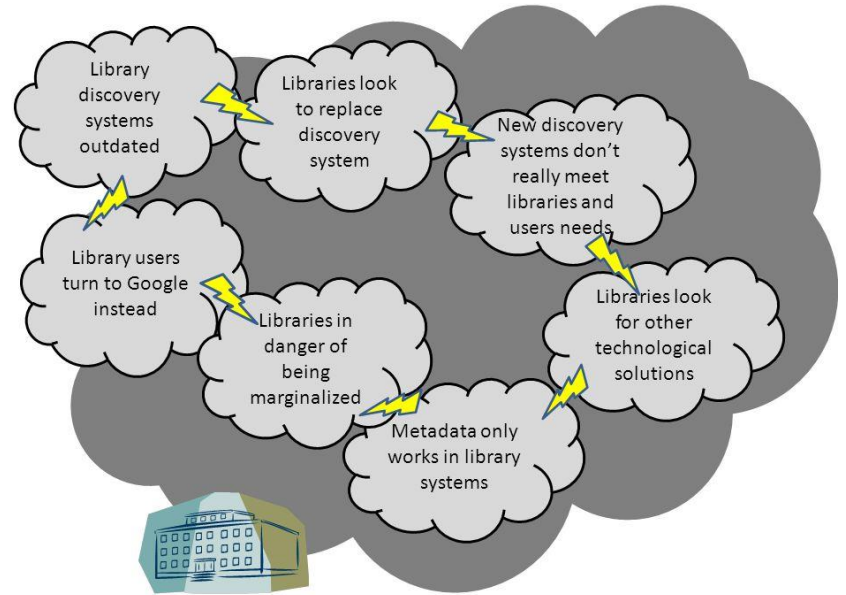 Library
discovery
systems
outdated
Libraries look
to replace
discovery
system
New discovery
systems don't
really meet
libraries and
users needs
Library users
turn to Google
instead
Libraries in
danger of
being
marginalized
Libraries look
for other
technological
solutions
Metadata only
works in library
systems